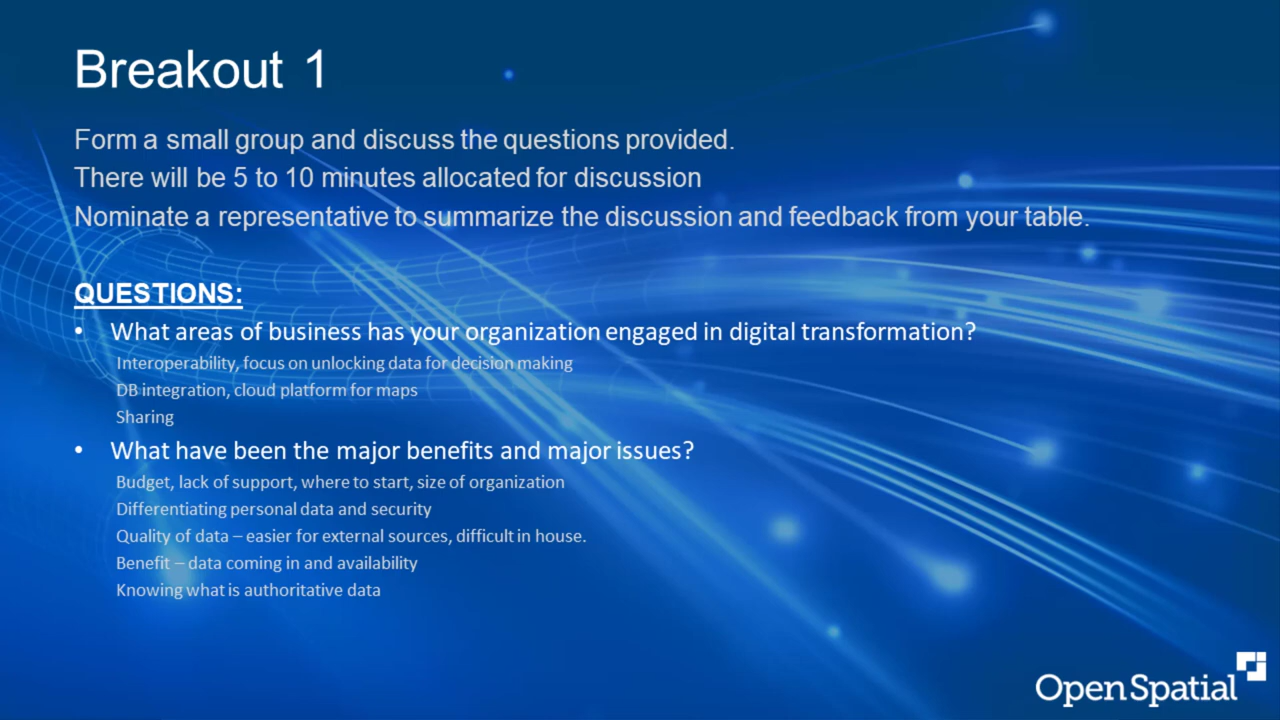 Breakout 1
Form a small group and discuss the questions provided.
There will be 5 to 10 minutes allocated for discussion
Nominate a representative to summarize the discussion and feedback from your table.
QUESTIONS:
• What areas of business has your organization engaged in digital transformation?
Interoperability, focus on unlocking data for decision making
DB integration, cloud platform for maps
Sharing
• What have been the major benefits and major issues?
Budget, lack of support, where to start, size of organization
Differentiating personal data and security
Quality of data – easier for external sources, difficult in house.
Benefit – data coming in and availability
Knowing what is authoritative data
Open Spatial